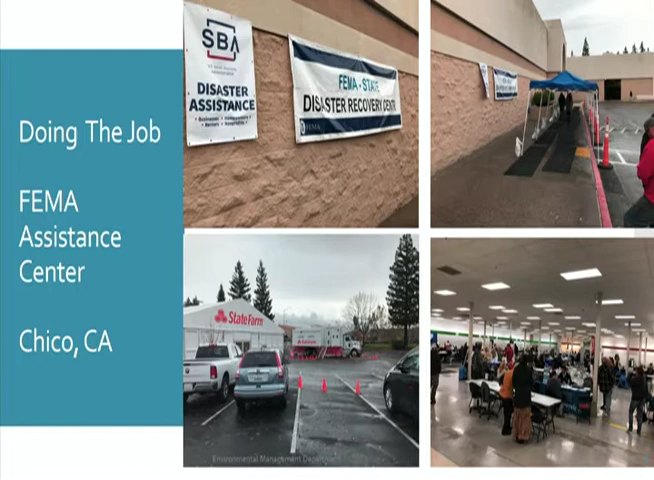 Doing The Job
FEMA
Assistance
Center
Chico, CA
SBA
DISASTER
ASSISTANCE
FEMA - STATE
DISASTER RECOVERY CENTE
FEMA
State Farm
Environmental Management Department